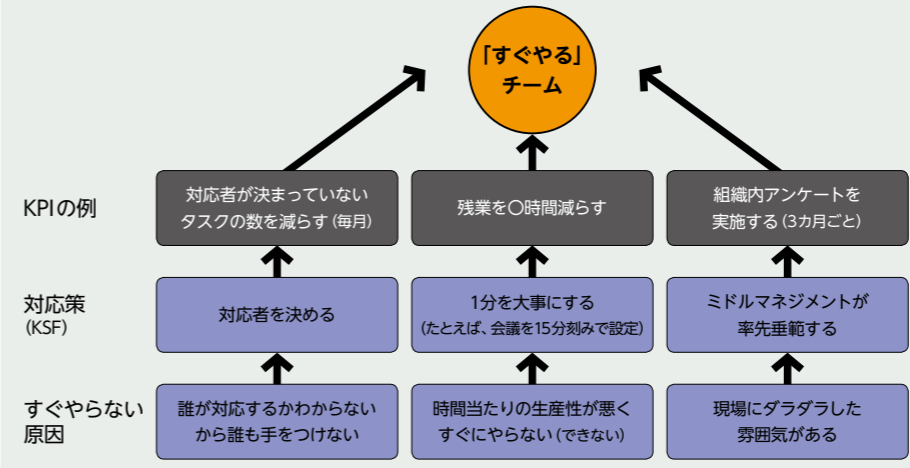 「すぐやる」
チーム
KPIの例
対応者が決まっていない
タスクの数を減らす(毎月)
残業を〇時間減らす
組織内アンケートを
実施する(3カ月ごと)
対応策
(KSF)
対応者を決める
1分を大事にする
(たとえば、会議を15分刻みで設定)
ミドルマネジメントが
率先垂範する
すぐやらない
原因
誰が対応するかわからない
から誰も手をつけない
時間当たりの生産性が悪く
すぐにやらない(できない)
現場にダラダラした
雰囲気がある